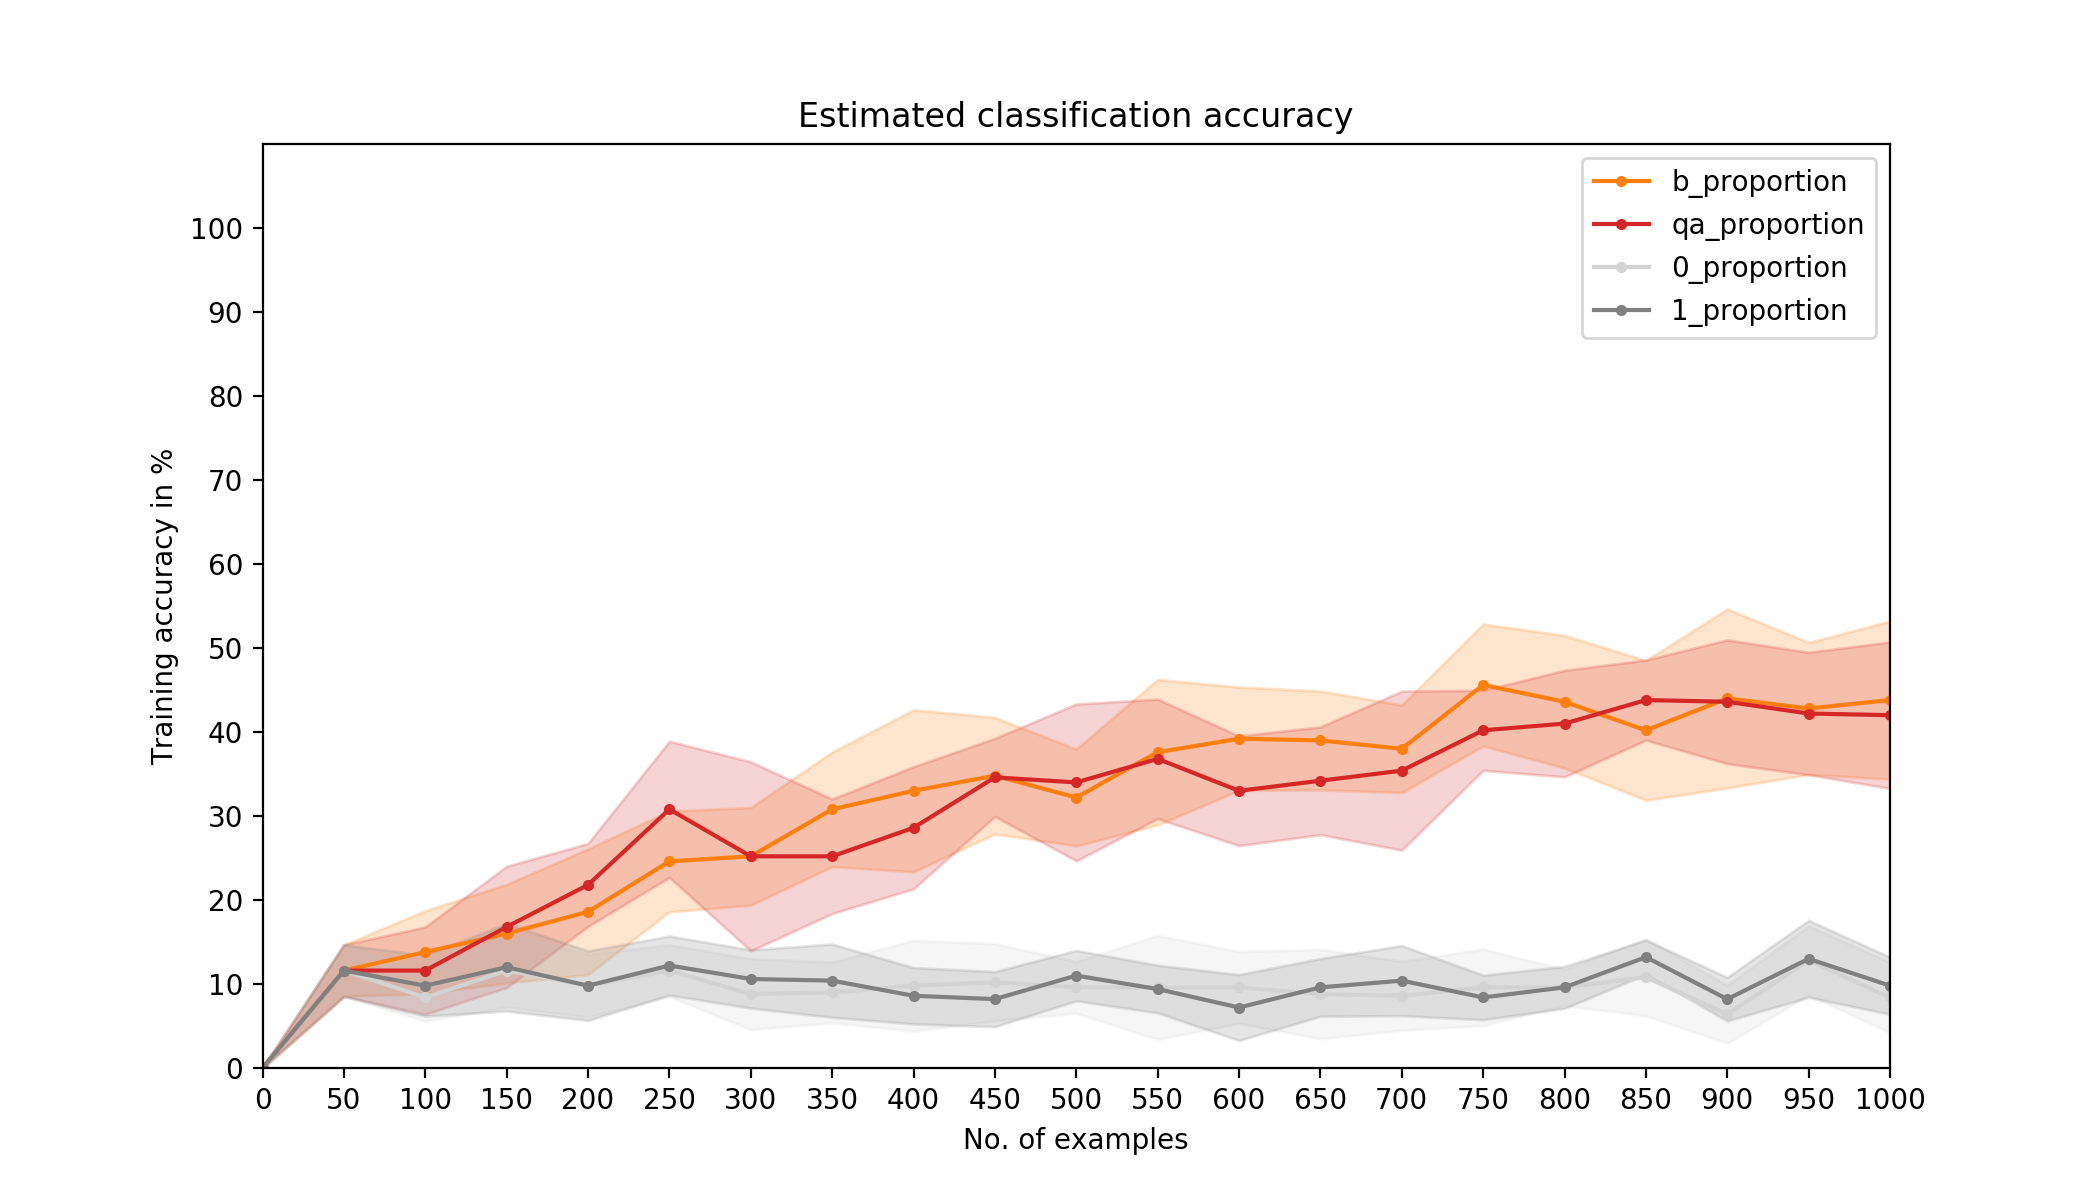 Estimated classification accuracy
b_proportion
qa_proportion
0_proportion
1_proportion
100
90
80
70
60
50
40
30
20
10
0
Training accuracy in %
0 50 100 150 200 250 300 350 400 450 500 550 600 650 700 750 800 850 900 950 1000
No. of examples